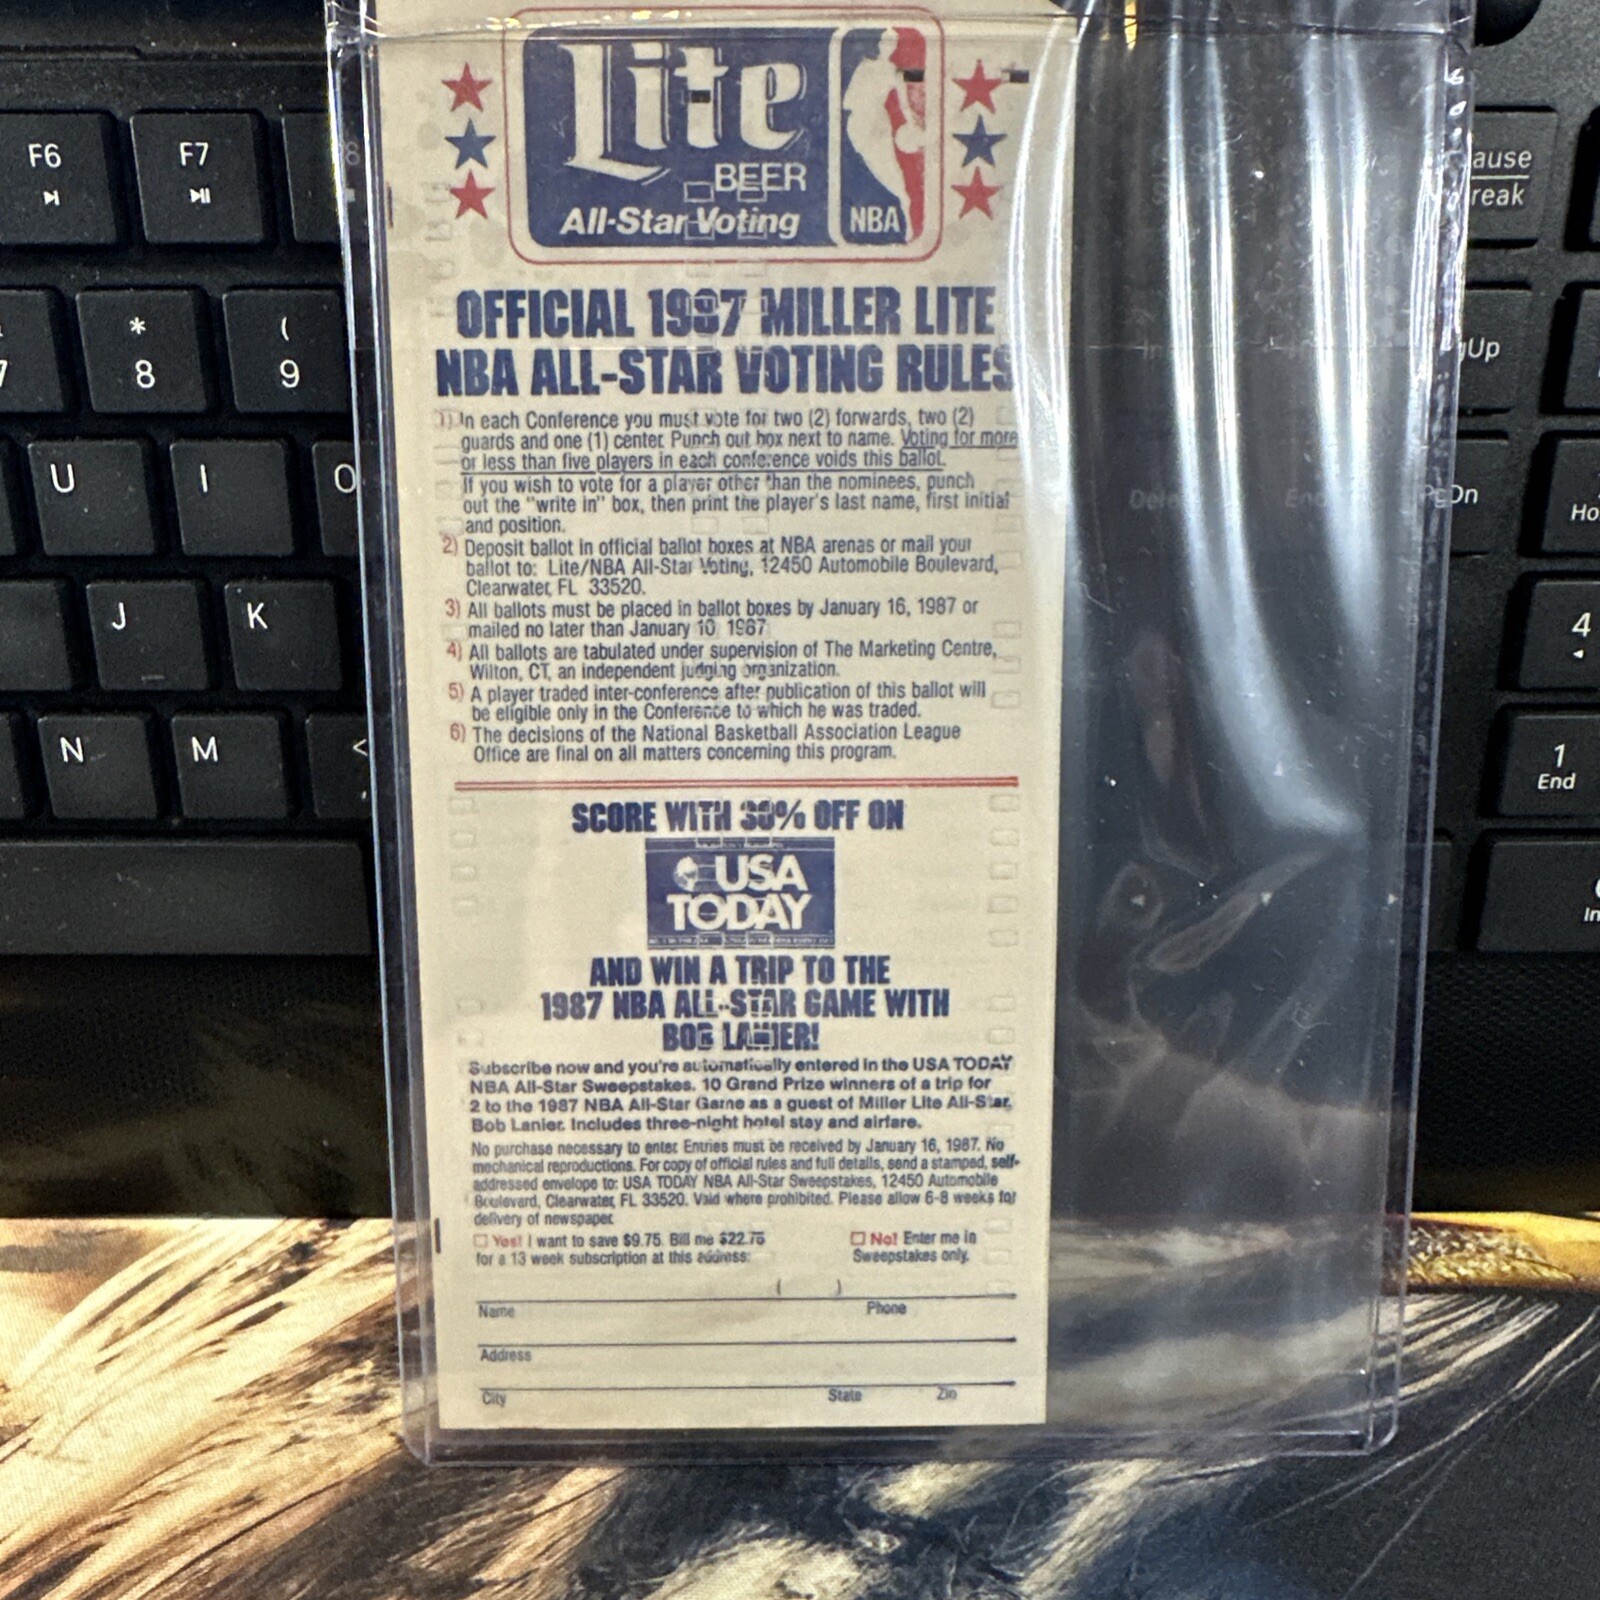 Lite
BEER
All-Star Voting
NBA
OFFICIAL 1987 MILLER LITE
NBA ALL-STAR VOTING RULES
1) In each Conference you must vote for two (2) forwards, two (2)
guards and one (1) center. Punch out box next to name. Voting for more
or less than five players in each conference voids this ballot.
If you wish to vote for a player other than the nominees, punch
out the "write in" box, then print the player's last name, first initial
and position.
2) Deposit ballot in official ballot boxes at NBA arenas or mail your
ballot to: Lite/NBA All-Star Voting, 12450 Automobile Boulevard,
Clearwater, FL 33520.
3) All ballots must be placed in ballot boxes by January 16, 1987 or
mailed no later than January 10 1987
4) All ballots are tabulated under supervision of The Marketing Centre,
Wilton, CT, an independent judging organization.
5) A player traded inter-conference after publication of this ballot will
be eligible only in the Conference to which he was traded.
6) The decisions of the National Basketball Association League
Office are final on all matters concerning this program.
SCORE WITH 30% OFF ON
USA
TODAY
AND WIN A TRIP TO THE
1987 NBA ALL-STAR GAME WITH
BOB LANIER!
Subscribe now and you're automatically entered in the USA TODAY
NBA All-Star Sweepstakes. 10 Grand Prize winners of a trip for
2 to the 1987 NBA All-Star Game as a guest of Miller Lite All-Star,
Bob Lanier. Includes three-night hotel stay and airfare.
No purchase necessary to enter. Entries must be received by January 16, 1987. No
mechanical reproductions. For copy of official rules and full details, send a stamped, self-
addressed envelope to: USA TODAY NBA All-Star Sweepstakes, 12450 Automobile
Boulevard, Clearwater, FL 33520. Void where prohibited. Please allow 6-8 weeks for
delivery of newspaper.
Yes! I want to save $9.75. Bill me $22.75
for a 13 week subscription at this address:
No! Enter me in
Sweepstakes only.
( )
Name Phone
Address
City State Zip
F6
F7
8
* 8
( 9
7
U
I
O
J
K
N
M
<
ause
reak
gUp
Delete
End
PgDn
Ho
4
1
End
In